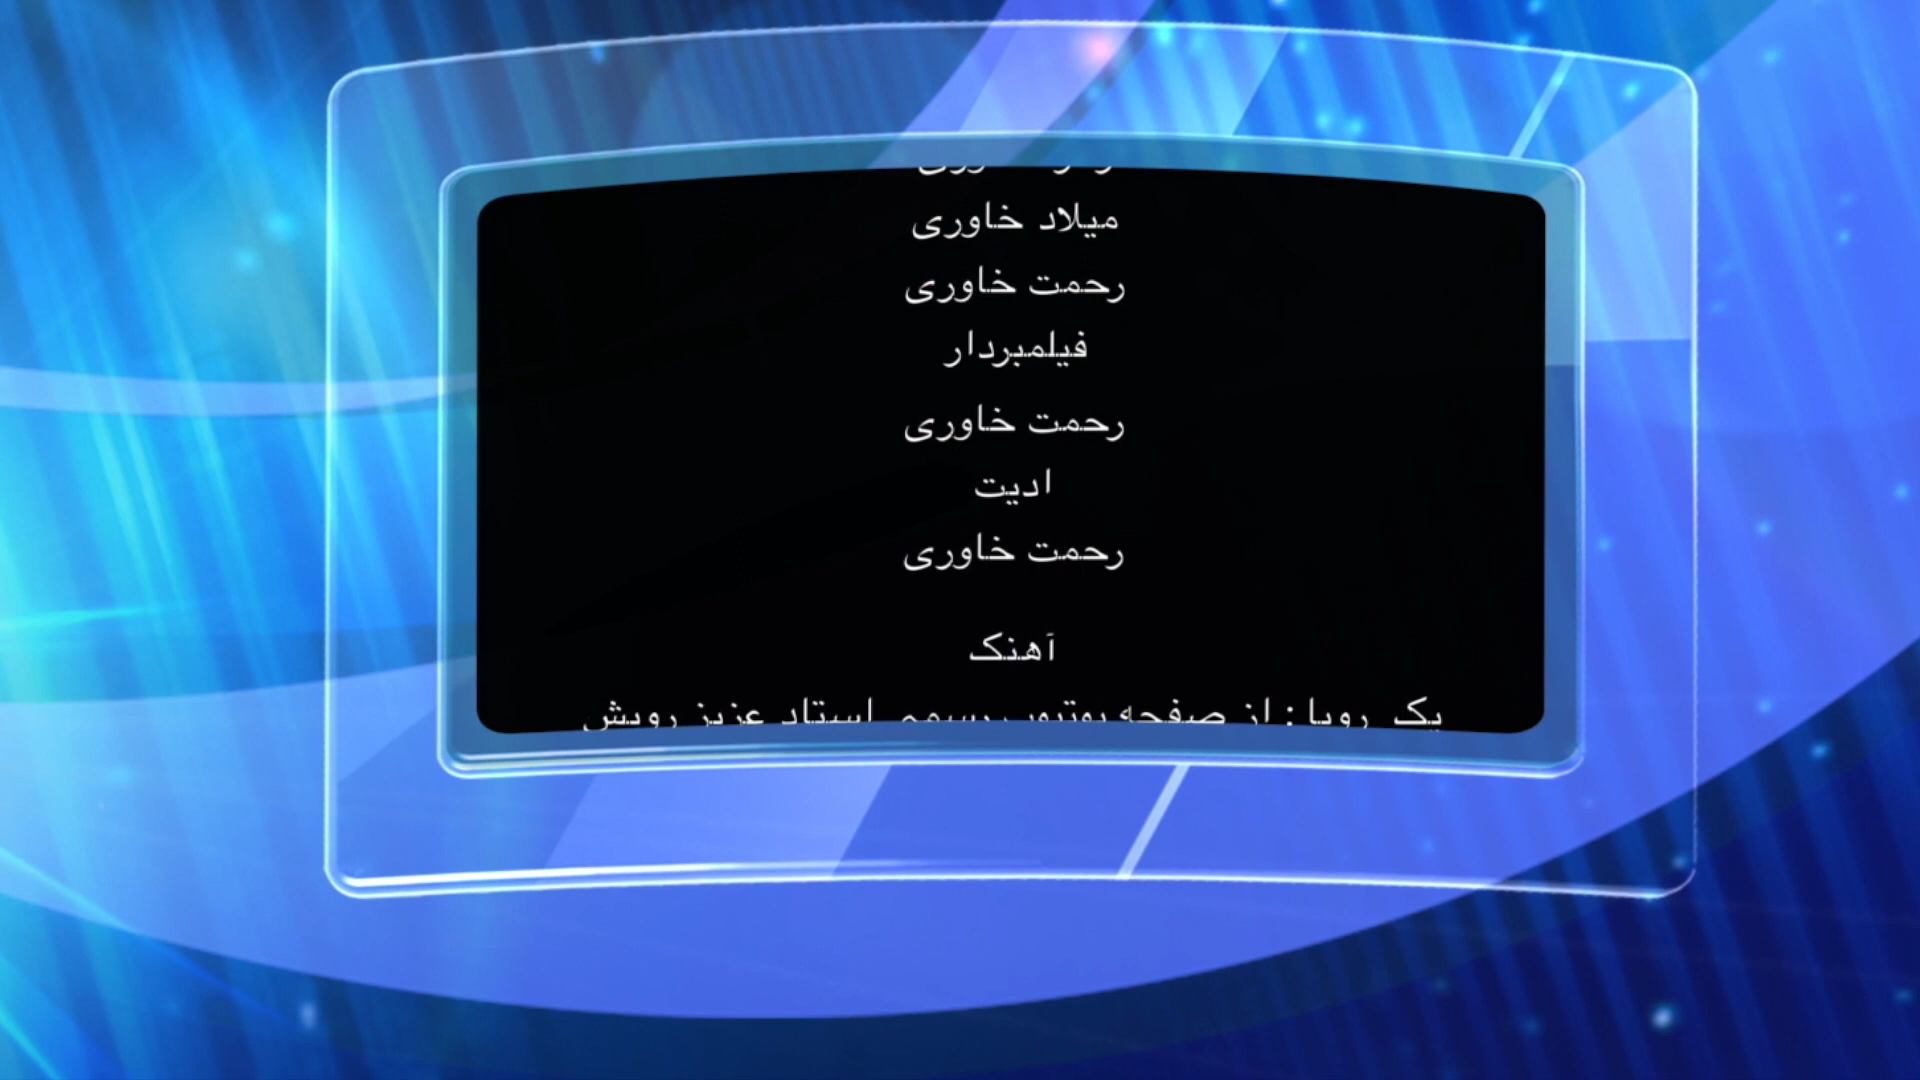 میلاد خاوری
رحمت خاوری
فیلمبردار
رحمت خاوری
ادیت
رحمت خاوری
آهنک
یک رویا : از صفحه یوتیوب رسمی استاد عزیز رویش